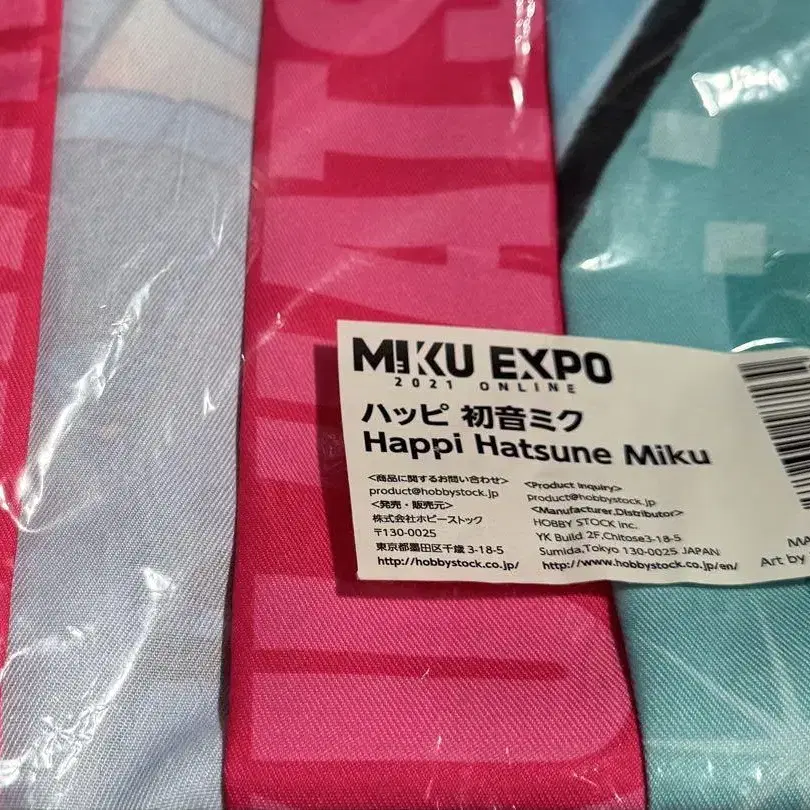 MIKU EXPO
2021 ONLINE
ハッピ 初音ミク
Happi Hatsune Miku
<商品に関するお問い合わせ>
product@hobbystock.jp
<発売・販売元>
株式会社ホビーストック
〒130-0025
東京都墨田区千歳 3-18-5
http://hobbystock.co.jp/
<Product Inquiry>
product@hobbystock.jp
<Manufacturer,Distributor>
HOBBY STOCK Inc.
YK Build 2F,Chitose3-18-5
Sumida,Tokyo 130-0025 JAPAN
http://www.hobbystock.co.jp/en/
MA
Art by
HATS